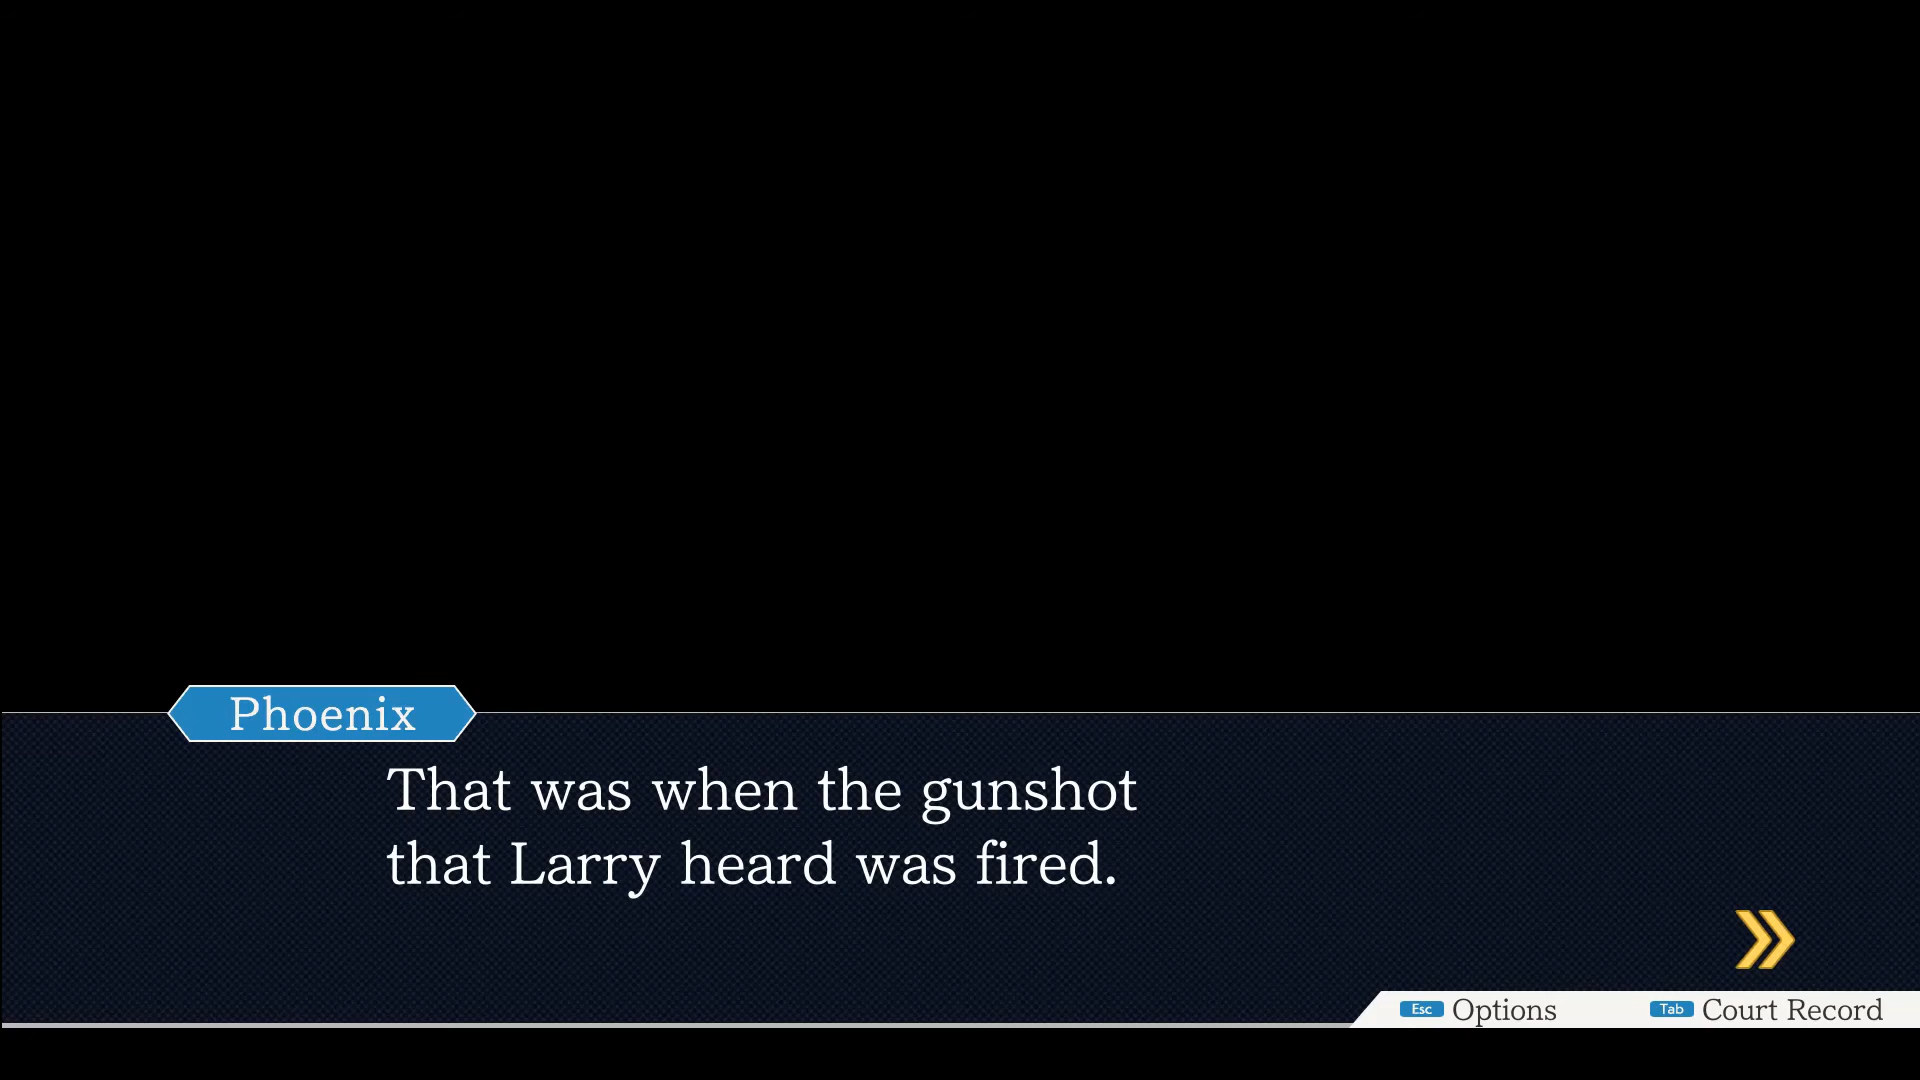 Phoenix
That was when the gunshot
that Larry heard was fired.
Esc Options Tab Court Record